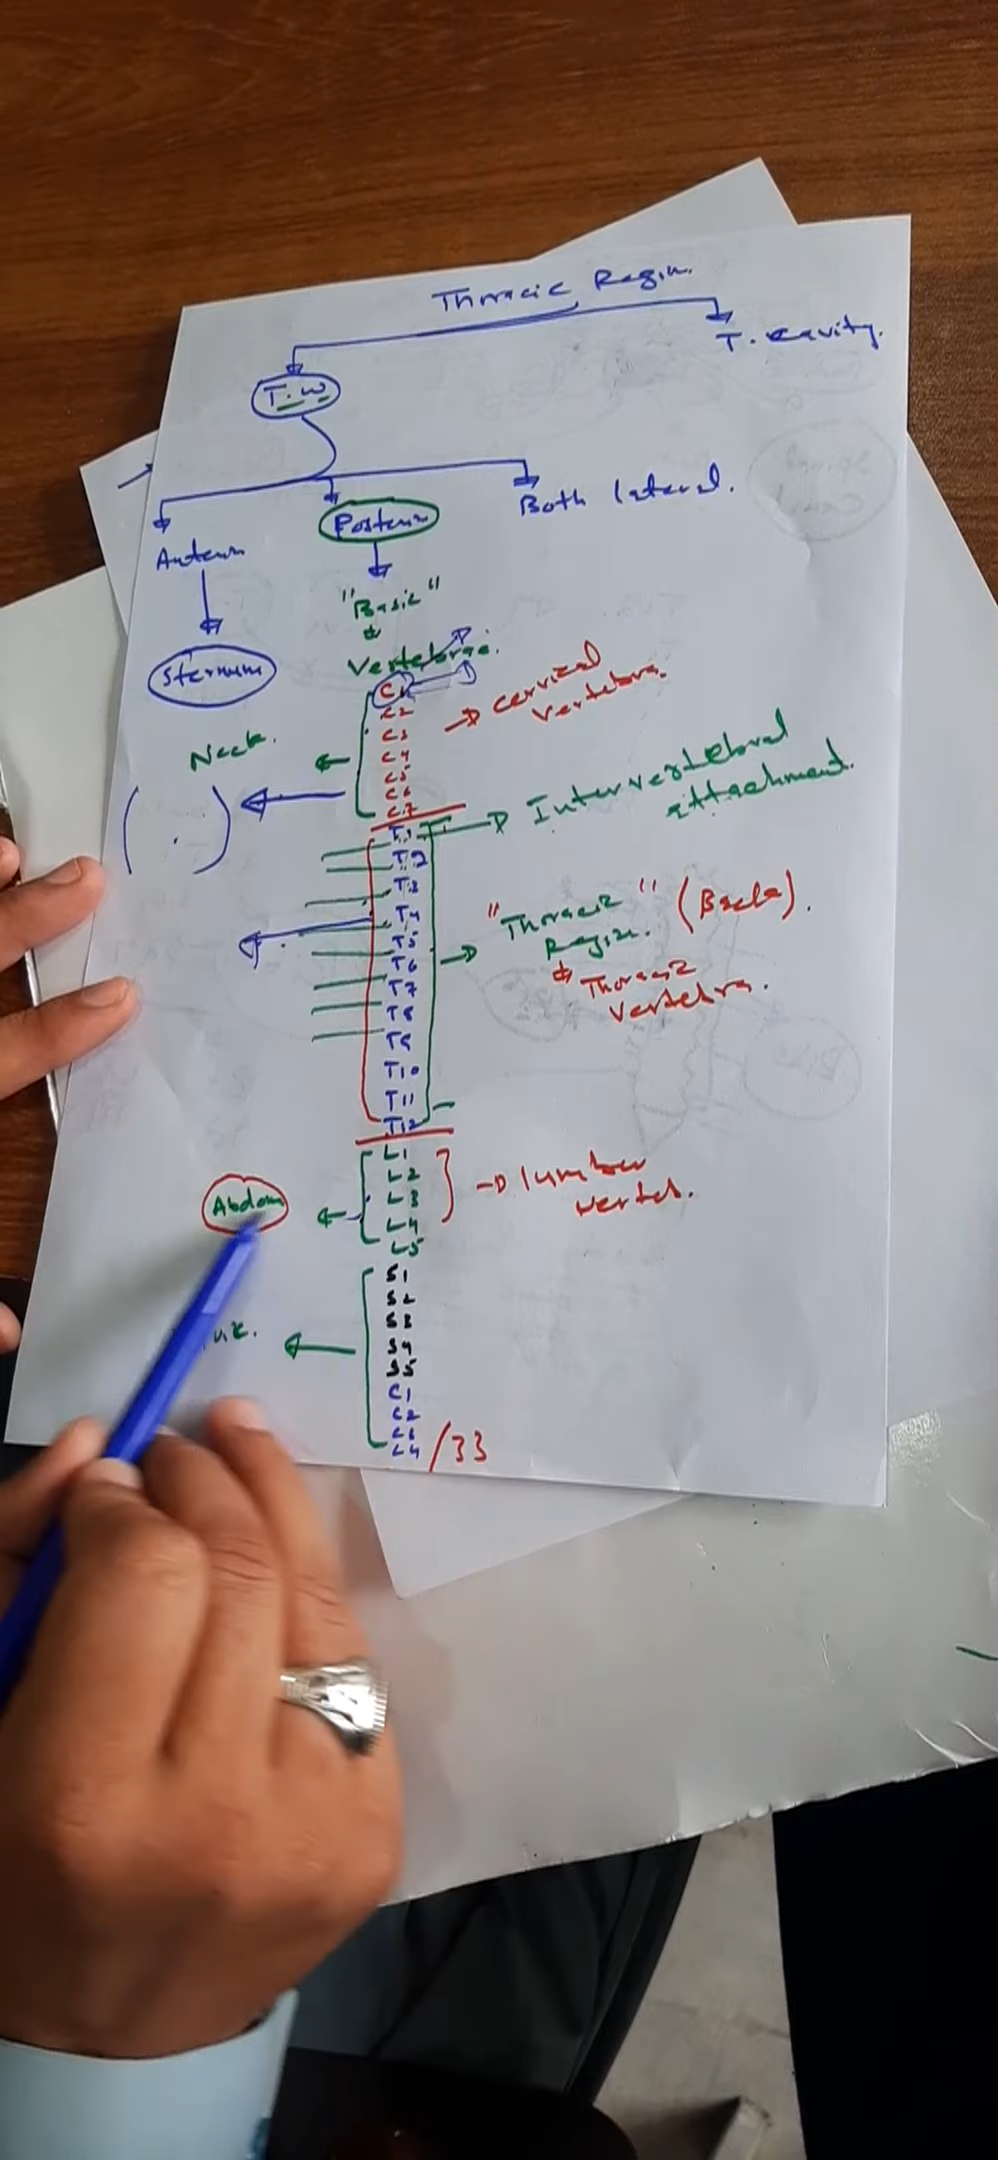 Thoracic Region.
T. cavity.
T.W
Both lateral.
Posterior
Anterior
"Basic"
Vertebrae.
Sternum
C1
C2
C3
C4
C5
C6
C7
Cervical
Vertebra.
Neck.
( . )
Intervertebral
attachment.
T1
T2
T3
T4
T5
T6
T7
T8
T9
T10
T11
T12
"Thoracic" (Back).
Region.
Thoracic
Vertebra.
L1
L2
L3
L4
L5
lumber
verteb.
Abdom
S1
S2
S3
S4
S5
C1
C2
C3
C4 /33